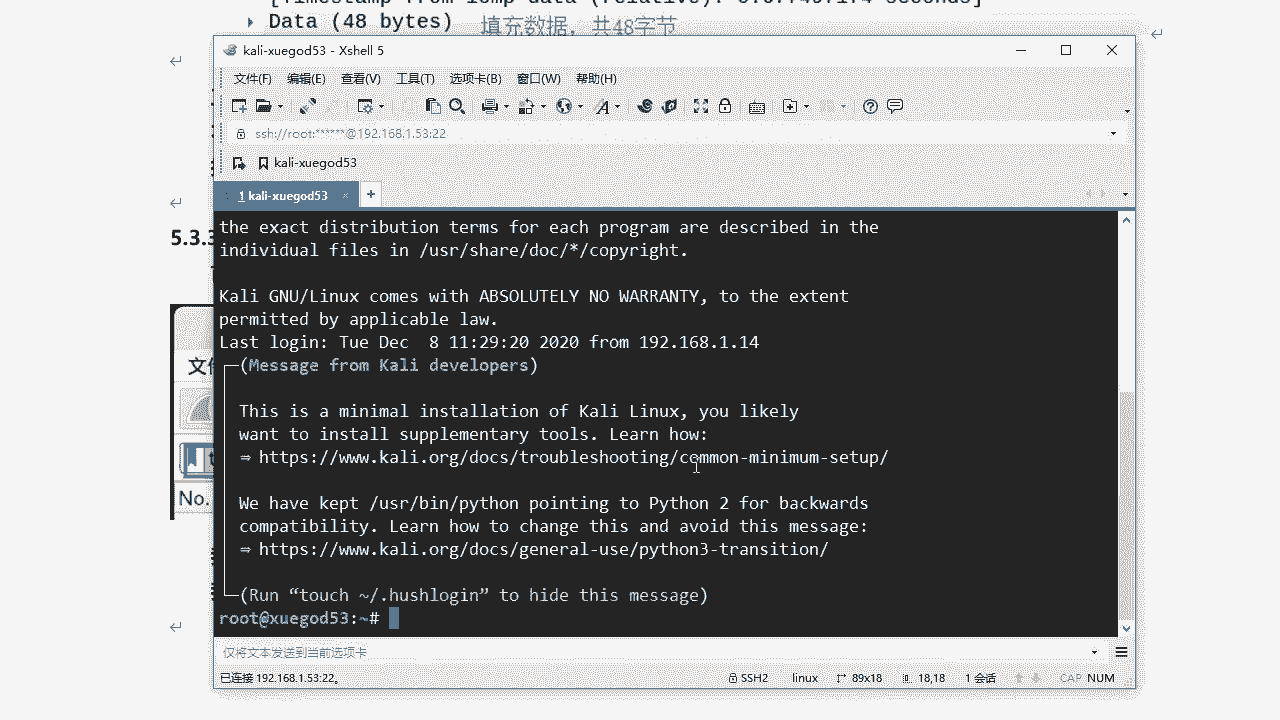 Data (48 bytes) 填充数据，共48字节
kali-xuegod53 - Xshell 5
文件(F) 编辑(E) 查看(V) 工具(T) 选项卡(B) 窗口(W) 帮助(H)
ssh://root:******@192.168.1.53:22
kali-xuegod53
1 kali-xuegod53 × +
5.3.3
the exact distribution terms for each program are described in the
individual files in /usr/share/doc/*/copyright.
Kali GNU/Linux comes with ABSOLUTELY NO WARRANTY, to the extent
permitted by applicable law.
Last login: Tue Dec  8 11:29:20 2020 from 192.168.1.14
(Message from Kali developers)
This is a minimal installation of Kali Linux, you likely
want to install supplementary tools. Learn how:
⇒ https://www.kali.org/docs/troubleshooting/common-minimum-setup/
We have kept /usr/bin/python pointing to Python 2 for backwards
compatibility. Learn how to change this and avoid this message:
⇒ https://www.kali.org/docs/general-use/python3-transition/
(Run “touch ~/.hushlogin” to hide this message)
root@xuegod53:~#
No.
仅将文本发送到当前选项卡
已连接 192.168.1.53:22。 SSH2 linux 89x18 18,18 1 会话 CAP NUM